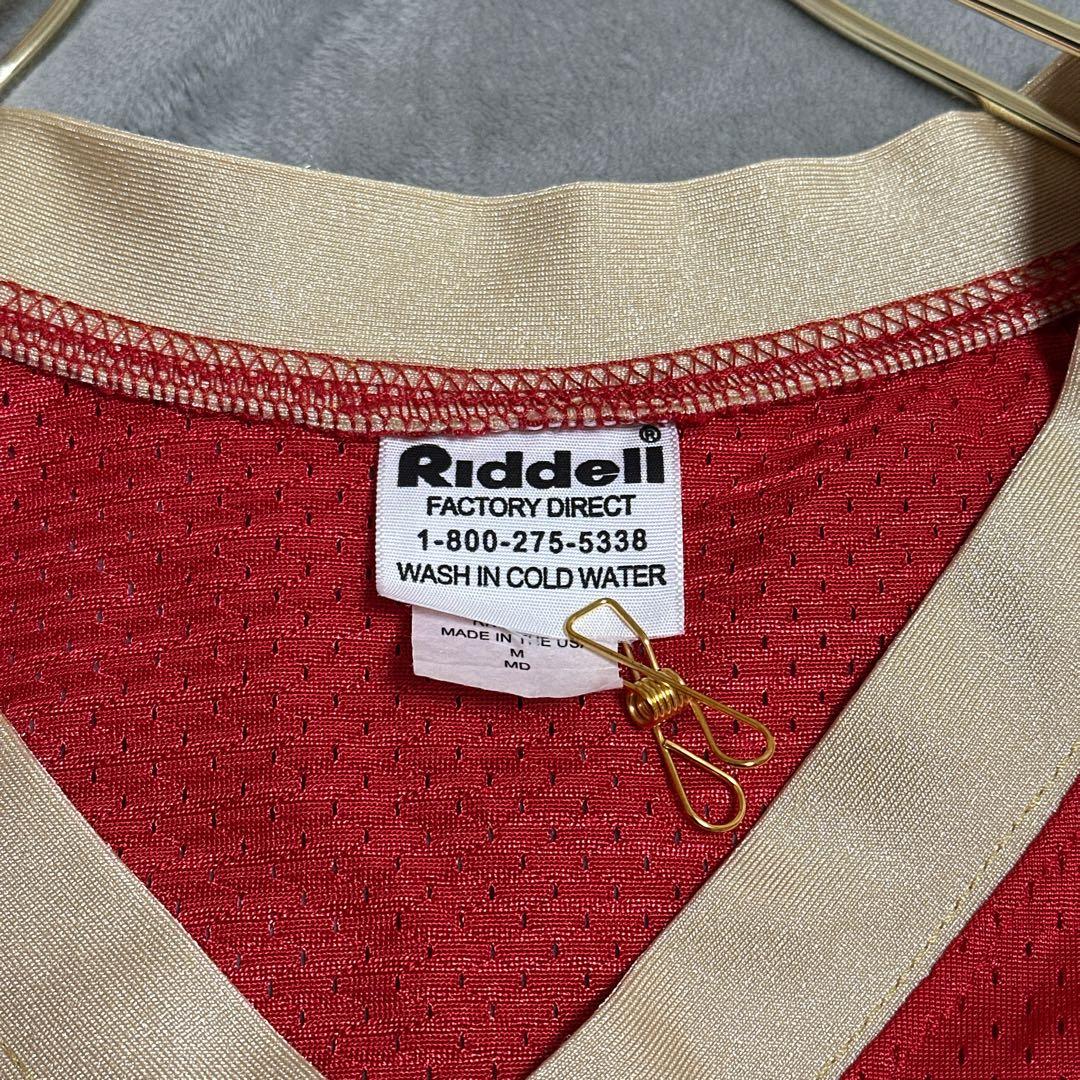 Riddell®
FACTORY DIRECT
1-800-275-5338
WASH IN COLD WATER
MADE IN THE USA
M
MD